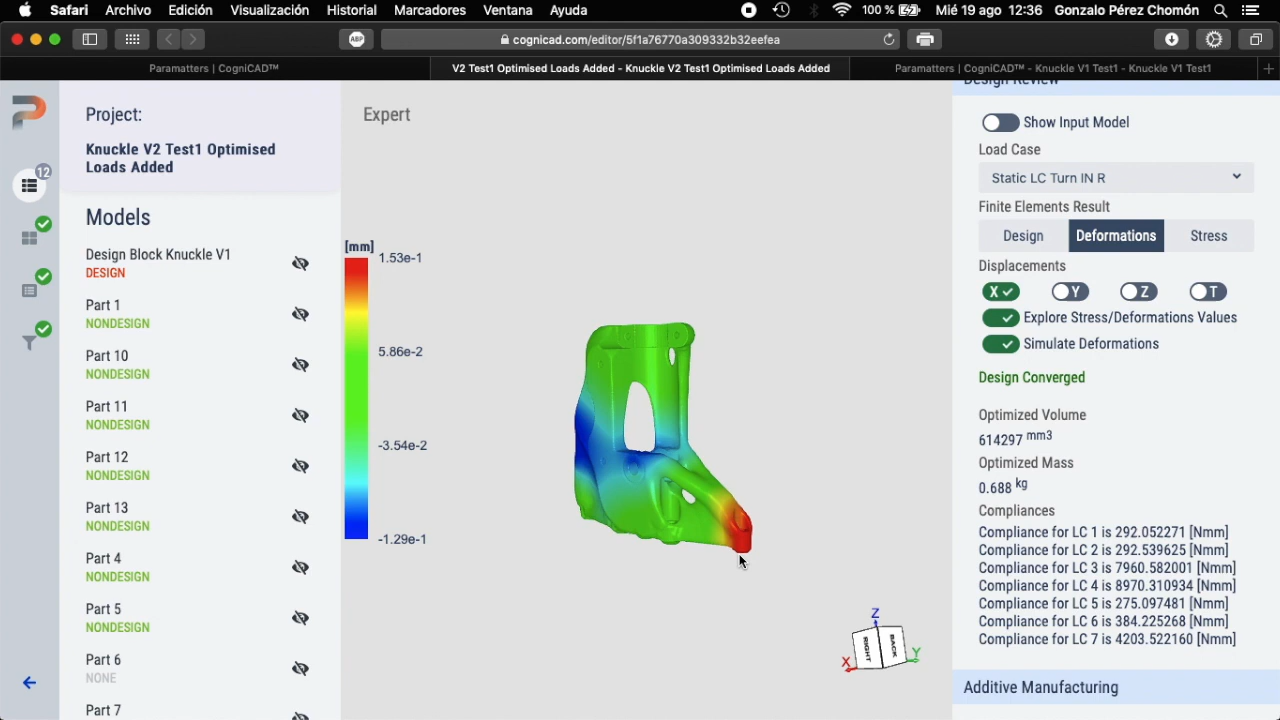 Safari Archivo Edición Visualización Historial Marcadores Ventana Ayuda 100 % Mié 19 ago 12:36 Gonzalo Pérez Chomón
ABP cognicad.com/editor/5f1a76770a309332b32eefea
Paramatters | CogniCAD™ V2 Test1 Optimised Loads Added - Knuckle V2 Test1 Optimised Loads Added Paramatters | CogniCAD™ - Knuckle V1 Test1 - Knuckle V1 Test1
Project:
Knuckle V2 Test1 Optimised
Loads Added
12
Models
Design Block Knuckle V1
DESIGN
Part 1
NONDESIGN
Part 10
NONDESIGN
Part 11
NONDESIGN
Part 12
NONDESIGN
Part 13
NONDESIGN
Part 4
NONDESIGN
Part 5
NONDESIGN
Part 6
NONE
Part 7
Expert
[mm]
1.53e-1
5.86e-2
-3.54e-2
-1.29e-1
Z
RIGHT BACK
X Y
Design Review
Show Input Model
Load Case
Static LC Turn IN R
Finite Elements Result
Design Deformations Stress
Displacements
X Y Z T
Explore Stress/Deformations Values
Simulate Deformations
Design Converged
Optimized Volume
614297 mm3
Optimized Mass
0.688 kg
Compliances
Compliance for LC 1 is 292.052271 [Nmm]
Compliance for LC 2 is 292.539625 [Nmm]
Compliance for LC 3 is 7960.582001 [Nmm]
Compliance for LC 4 is 8970.310934 [Nmm]
Compliance for LC 5 is 275.097481 [Nmm]
Compliance for LC 6 is 384.225268 [Nmm]
Compliance for LC 7 is 4203.522160 [Nmm]
Additive Manufacturing